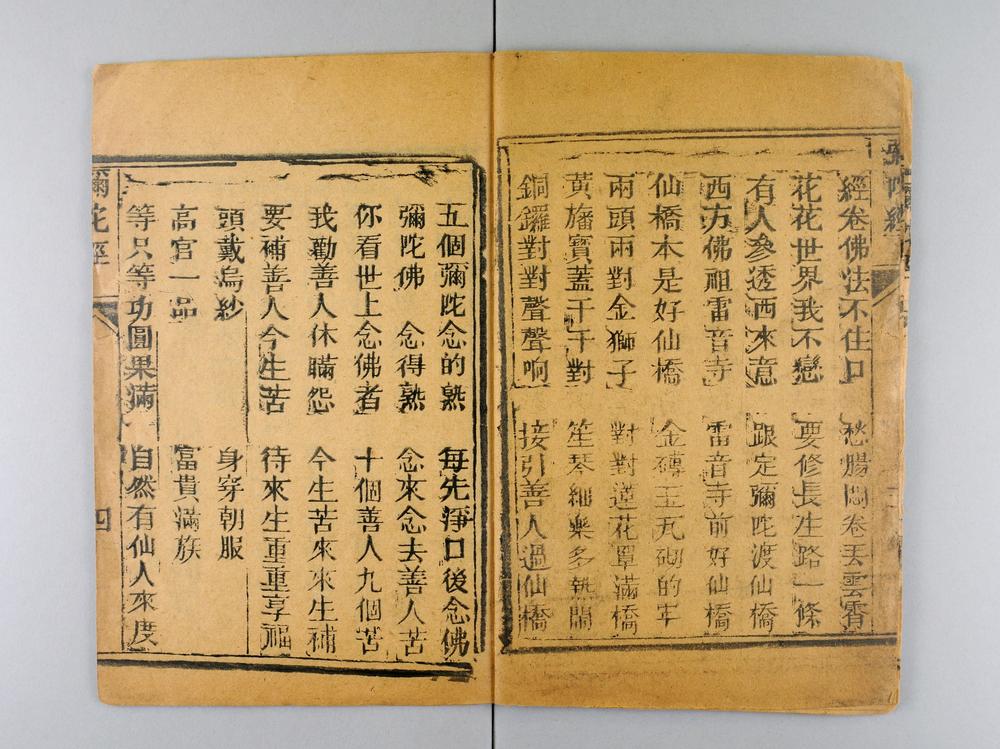 經卷佛法不住口 愁腸悶卷丟雲霄
花花世界我不戀 要修長生路一條
有人參透西來意 跟定彌陀渡仙橋
西方佛祖雷音寺 雷音寺前好仙橋
仙橋本是好仙橋 金磚玉瓦砌的牢
兩頭兩對金獅子 對對蓮花罩滿橋
黃旛寶蓋千千對 笙琴細樂多熱鬧
銅鑼對對聲聲响 接引善人過仙橋
五個彌陀念的熟 每先淨口後念佛
彌陀佛 念得熟 念來念去善人苦
你看世上念佛者 十個善人九個苦
我勸善人休瞞怨 今生苦來來生補
要補善人今生苦 待來生重重享福
頭戴烏紗 身穿朝服
高官一品 富貴滿族
等只等功圓果滿 自然有仙人來度
彌陀經
四